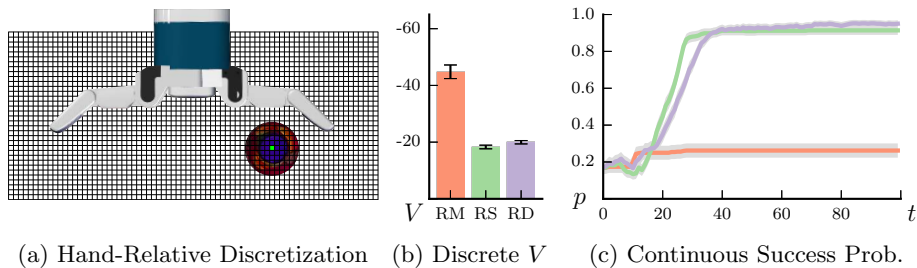 -60
-40
-20
V
RM RS RD
1.0
0.8
0.6
0.4
0.2
p
0 20 40 60 80
t
(a) Hand-Relative Discretization
(b) Discrete V
(c) Continuous Success Prob.